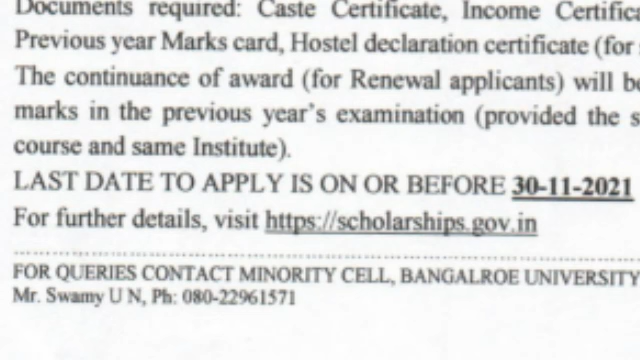 Documents required: Caste Certificate, Income Certific
Previous year Marks card, Hostel declaration certificate (for
The continuance of award (for Renewal applicants) will be
marks in the previous year's examination (provided the s
course and same Institute).
LAST DATE TO APPLY IS ON OR BEFORE 30-11-2021
For further details, visit https://scholarships.gov.in
FOR QUERIES CONTACT MINORITY CELL, BANGALROE UNIVERSITY
Mr. Swamy U N, Ph: 080-22961571